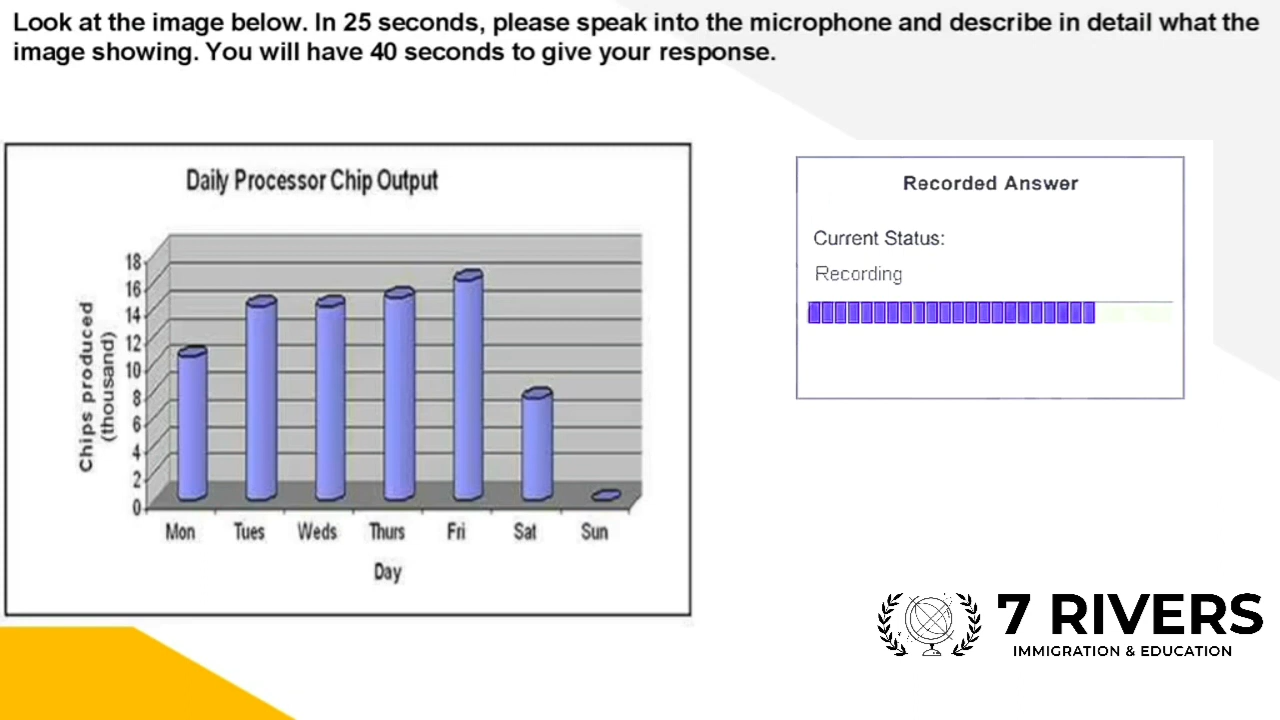 Look at the image below. In 25 seconds, please speak into the microphone and describe in detail what the
image showing. You will have 40 seconds to give your response.
Daily Processor Chip Output
Chips produced
(thousand)
18
16
14
12
10
8
6
4
2
0
Mon Tues Weds Thurs Fri Sat Sun
Day
Recorded Answer
Current Status:
Recording
7 RIVERS
IMMIGRATION & EDUCATION